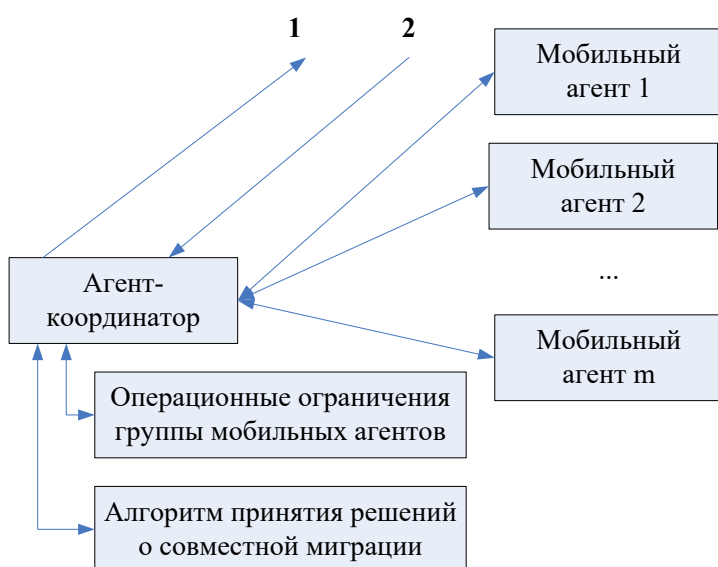 1
2
Мобильный
агент 1
Мобильный
агент 2
...
Агент-
координатор
Мобильный
агент m
Операционные ограничения
группы мобильных агентов
Алгоритм принятия решений
о совместной миграции